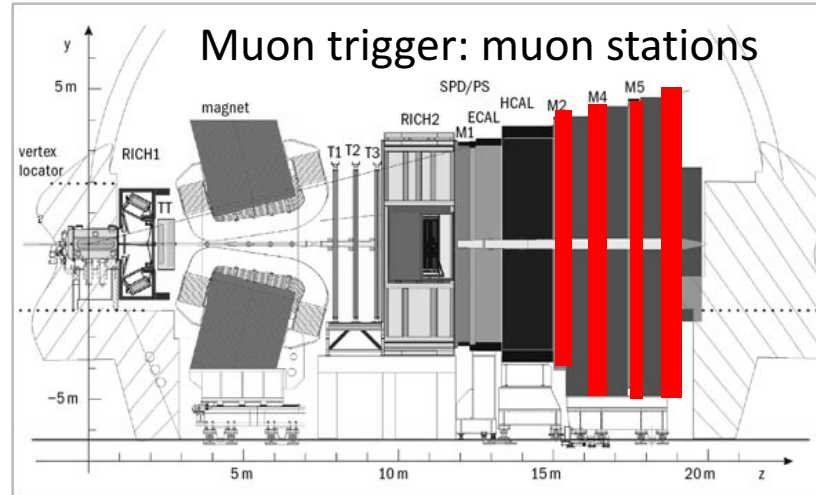 Muon trigger: muon stations
y
5 m
SPD/PS
magnet
HCAL
M5
M4
M2
ECAL
M1
RICH2
vertex
locator
RICH1
T1
T2
T3
TT
−5 m
5 m
10 m
15 m
20 m
z